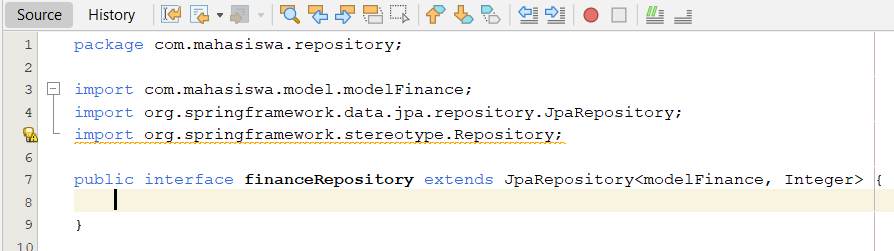 Source History
1 package com.mahasiswa.repository;
2
3 import com.mahasiswa.model.modelFinance;
4 import org.springframework.data.jpa.repository.JpaRepository;
import org.springframework.stereotype.Repository;
6
7 public interface financeRepository extends JpaRepository<modelFinance, Integer> {
8
9 }
10